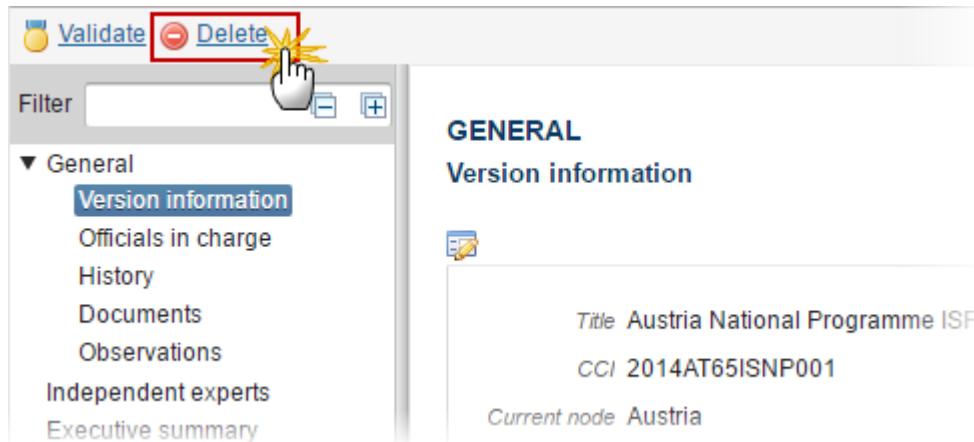 Validate Delete
Filter
General
Version information
Officials in charge
History
Documents
Observations
Independent experts
Executive summary
GENERAL
Version information
Title Austria National Programme ISF
CCI 2014AT65ISNP001
Current node Austria